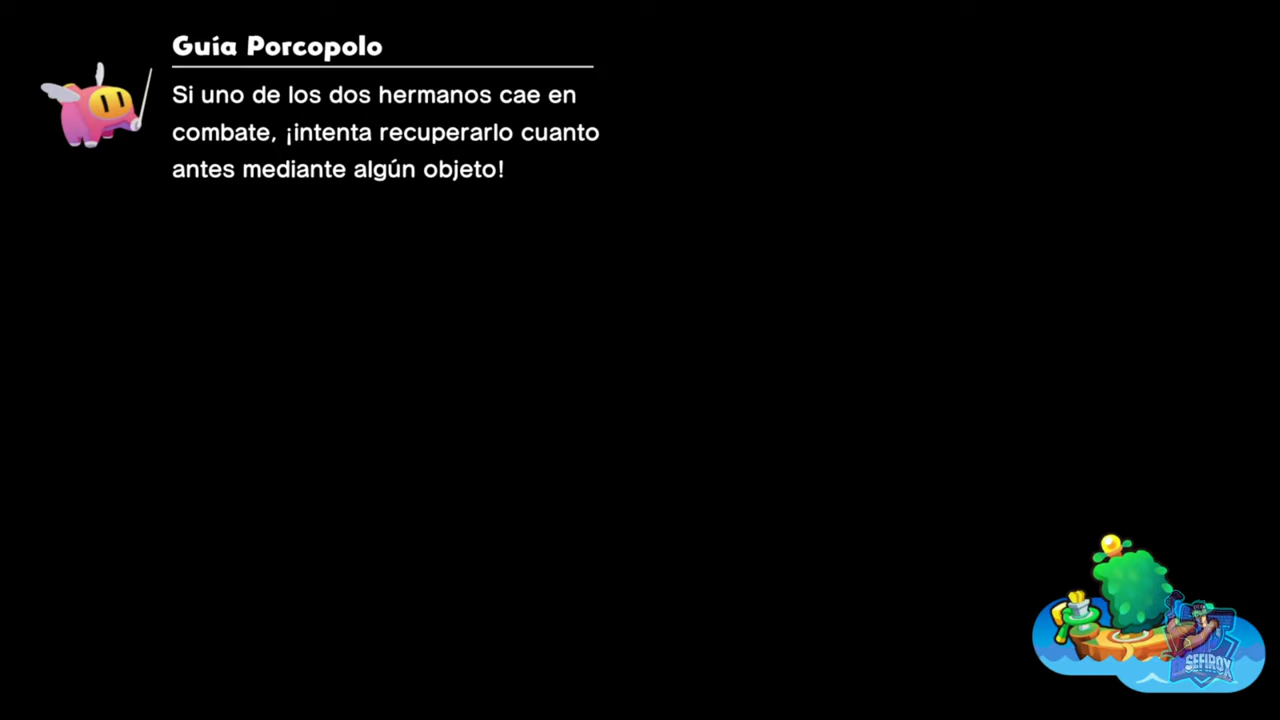 Guía Porcopolo
Si uno de los dos hermanos cae en
combate, ¡intenta recuperarlo cuanto
antes mediante algún objeto!
SEFIROX